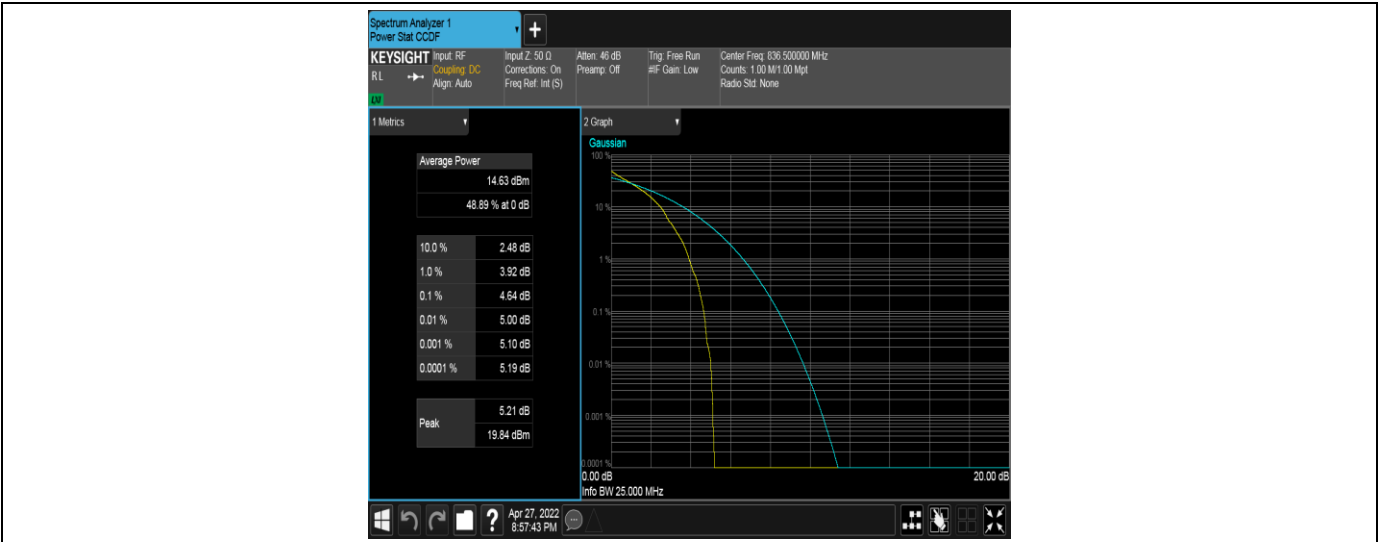 Spectrum Analyzer 1
Power Stat CCDF
+
KEYSIGHT
RL
LXI
Input: RF
Coupling: DC
Align: Auto
Input Z: 50 Ω
Corrections: On
Freq Ref: Int (S)
Atten: 46 dB
Preamp: Off
Trig: Free Run
#IF Gain: Low
Center Freq: 836.500000 MHz
Counts: 1.00 M/1.00 Mpt
Radio Std: None
1 Metrics
Average Power
14.63 dBm
48.89 % at 0 dB
10.0 % 2.48 dB
1.0 % 3.92 dB
0.1 % 4.64 dB
0.01 % 5.00 dB
0.001 % 5.10 dB
0.0001 % 5.19 dB
Peak
5.21 dB
19.84 dBm
2 Graph
Gaussian
100 %
10 %
1 %
0.1 %
0.01 %
0.001 %
0.0001 %
0.00 dB 20.00 dB
Info BW 25.000 MHz
?
Apr 27, 2022
8:57:43 PM